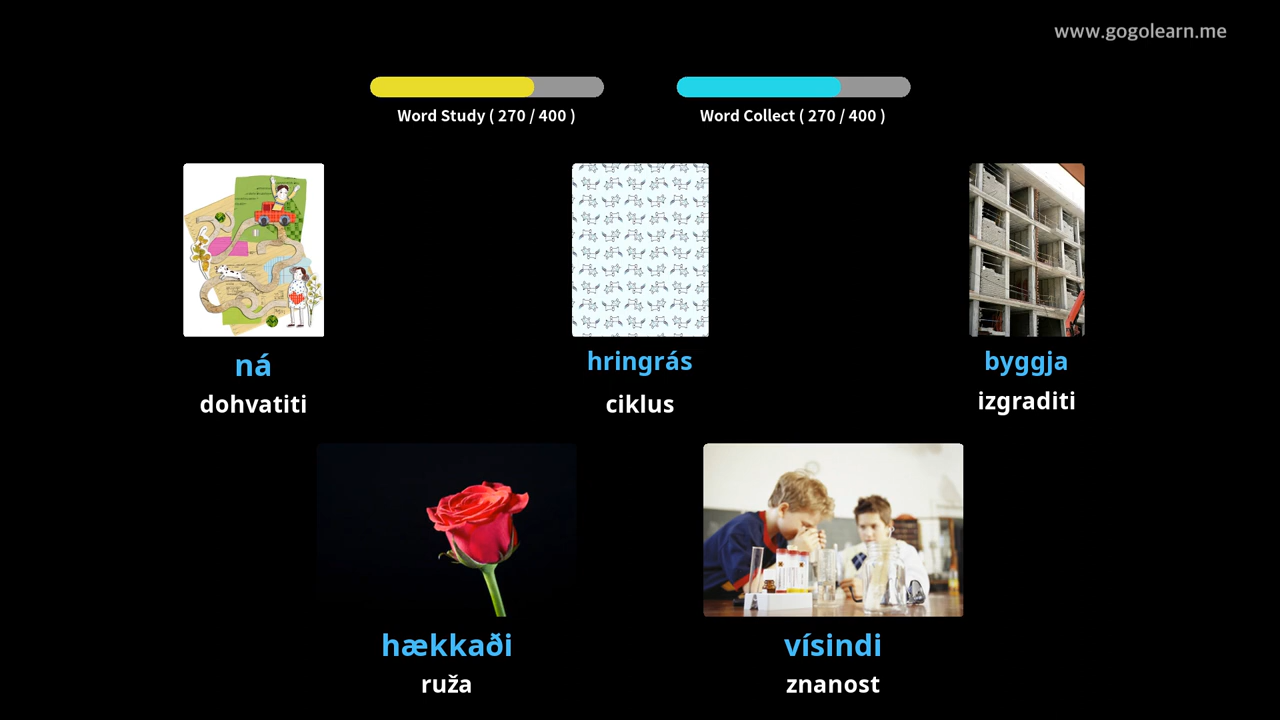 www.gogolearn.me
Word Study ( 270 / 400 )
Word Collect ( 270 / 400 )
ná
dohvatiti
hringrás
ciklus
byggja
izgraditi
hækkaði
ruža
vísindi
znanost